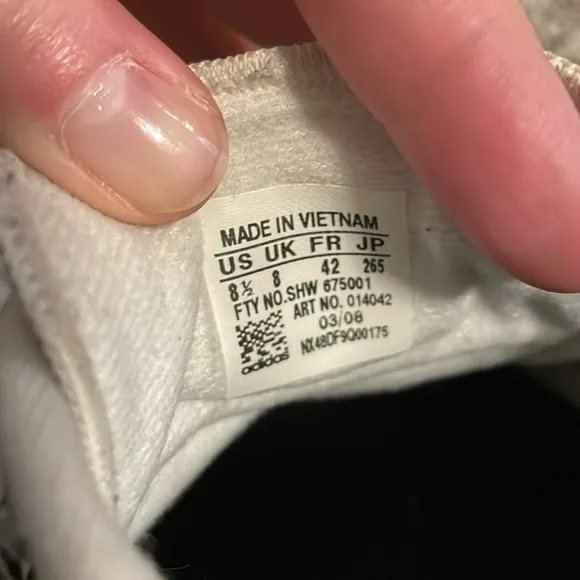 MADE IN VIETNAM
US UK FR JP
8½ 8 42 265
FTY NO.SHW 675001
ART NO. 014042
03/08
NX48DF9Q00175
adidas